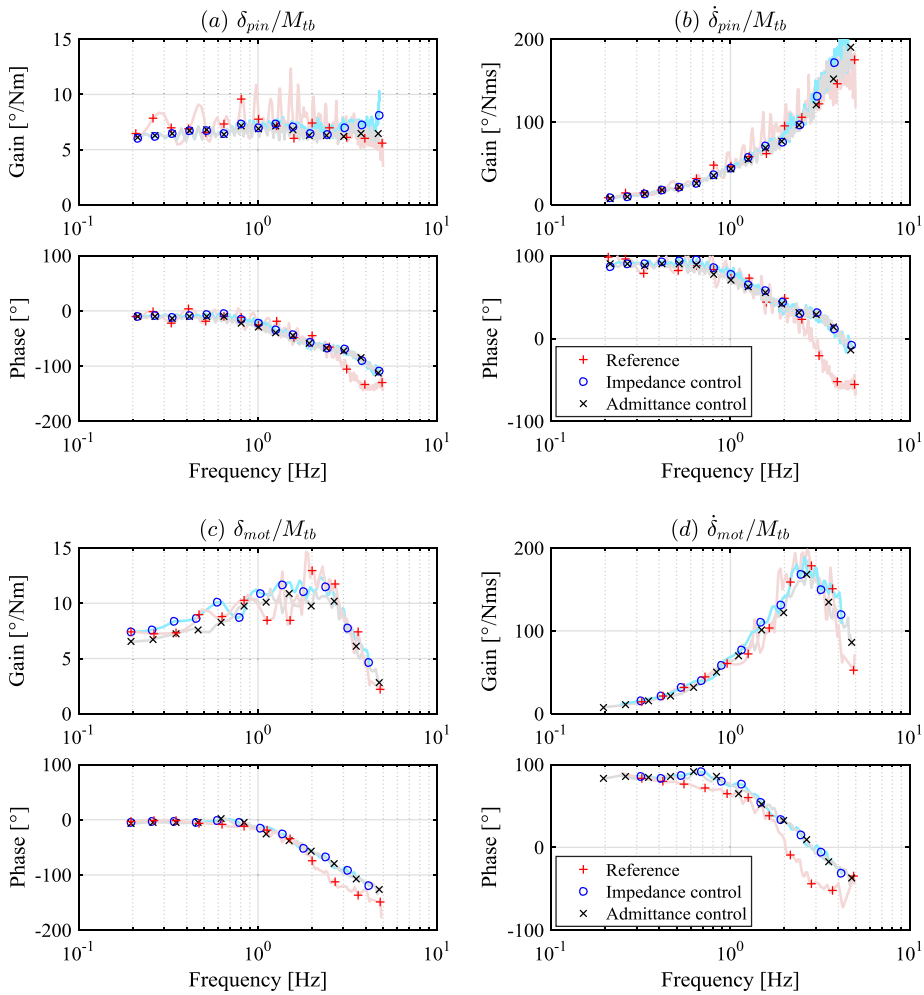 (a) δ_pin/M_tb
(b) δ̇_pin/M_tb
15
10
5
0
Gain [°/Nm]
10^-1
10^0
10^1
200
100
0
Gain [°/Nms]
10^-1
10^0
10^1
100
0
-100
-200
Phase [°]
10^-1
10^0
10^1
Frequency [Hz]
100
0
-100
Phase [°]
Reference
Impedance control
Admittance control
10^-1
10^0
10^1
Frequency [Hz]
(c) δ_mot/M_tb
(d) δ̇_mot/M_tb
15
10
5
0
Gain [°/Nm]
10^-1
10^0
10^1
200
100
0
Gain [°/Nms]
10^-1
10^0
10^1
100
0
-100
-200
Phase [°]
10^-1
10^0
10^1
Frequency [Hz]
100
0
-100
Phase [°]
Reference
Impedance control
Admittance control
10^-1
10^0
10^1
Frequency [Hz]